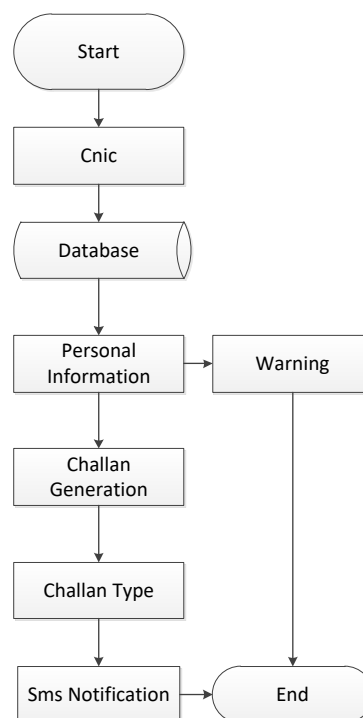 Start
Cnic
Database
Personal
Information
Warning
Challan
Generation
Challan Type
Sms Notification
End